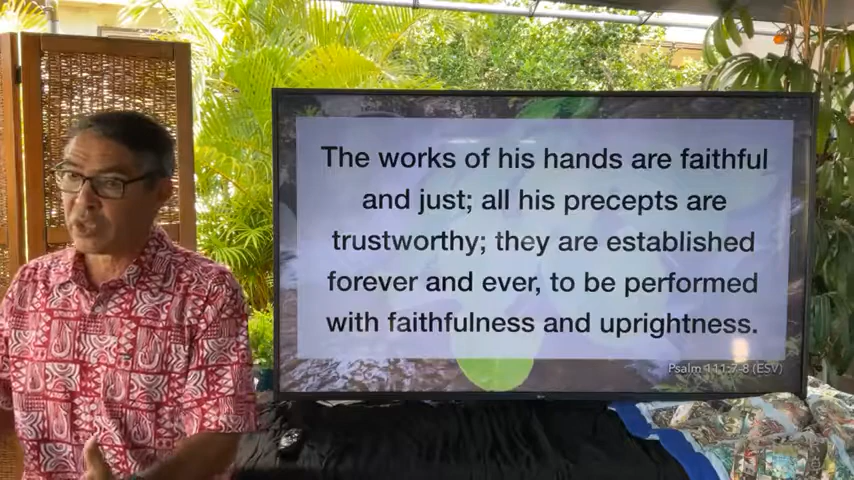 The works of his hands are faithful
and just; all his precepts are
trustworthy; they are established
forever and ever, to be performed
with faithfulness and uprightness.
Psalm 111:7-8 (ESV)